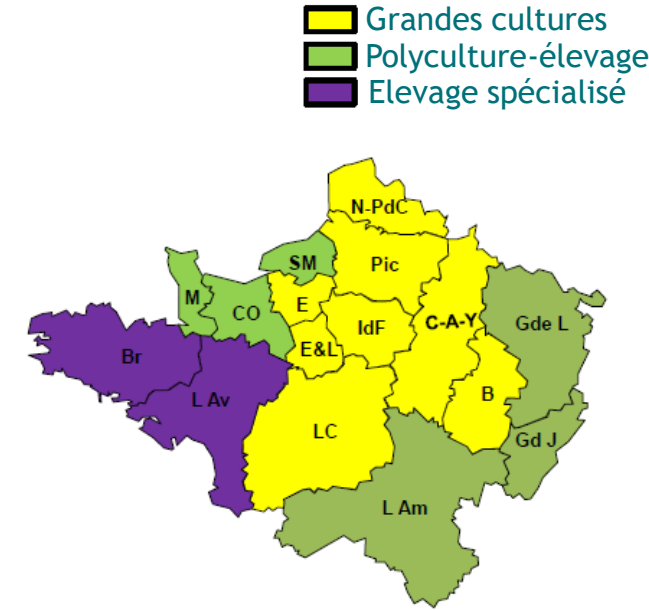 Grandes cultures
Polyculture-élevage
Elevage spécialisé
N-PdC
SM
Pic
M
CO
E
IdF
C-A-Y
Gde L
Br
E&L
L Av
B
LC
Gd J
L Am